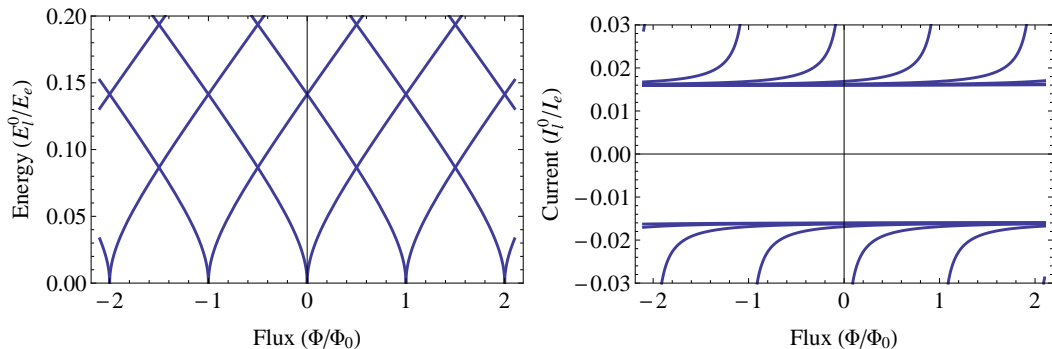 Energy (E_l^0/E_e)
0.20
0.15
0.10
0.05
0.00
−2 −1 0 1 2
Flux (Φ/Φ_0)
Current (I_l^0/I_e)
0.03
0.02
0.01
0.00
−0.01
−0.02
−0.03
−2 −1 0 1 2
Flux (Φ/Φ_0)